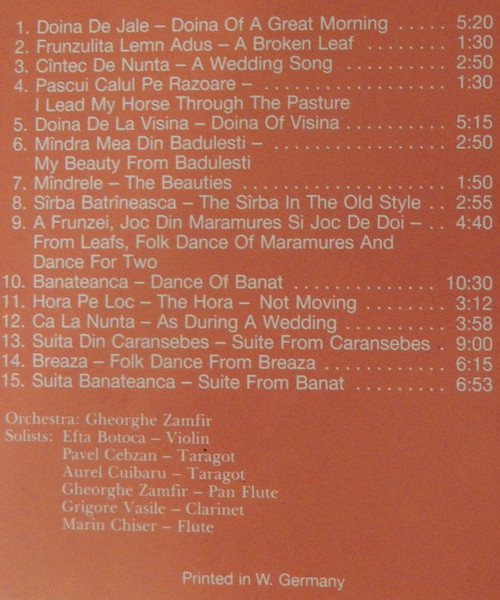 1. Doina De Jale – Doina Of A Great Morning ...... 5:20
2. Frunzulita Lemn Adus – A Broken Leaf ........ 1:30
3. Cîntec De Nunta – A Wedding Song .......... 2:50
4. Pascui Calul Pe Razoare – .................. 1:30
I Lead My Horse Through The Pasture
5. Doina De La Visina – Doina Of Visina .......... 5:15
6. Mîndra Mea Din Badulesti – ................. 2:50
My Beauty From Badulesti
7. Mîndrele – The Beauties ..................... 1:50
8. Sîrba Batrîneasca – The Sirba In The Old Style .. 2:55
9. A Frunzei, Joc Din Maramures Si Joc De Doi – .. 4:40
From Leafs, Folk Dance Of Maramures And
Dance For Two
10. Banateanca – Dance Of Banat .............. 10:30
11. Hora Pe Loc – The Hora – Not Moving ......... 3:12
12. Ca La Nunta – As During A Wedding .......... 3:58
13. Suita Din Caransebes – Suite From Caransebes . 9:00
14. Breaza – Folk Dance From Breaza ............ 6:15
15. Suita Banateanca – Suite From Banat ......... 6:53
Orchestra: Gheorghe Zamfir
Solists: Efta Botoca – Violin
Pavel Cebzan – Taragot
Aurel Cuibaru – Taragot
Gheorghe Zamfir – Pan Flute
Grigore Vasile – Clarinet
Marin Chiser – Flute
Printed in W. Germany